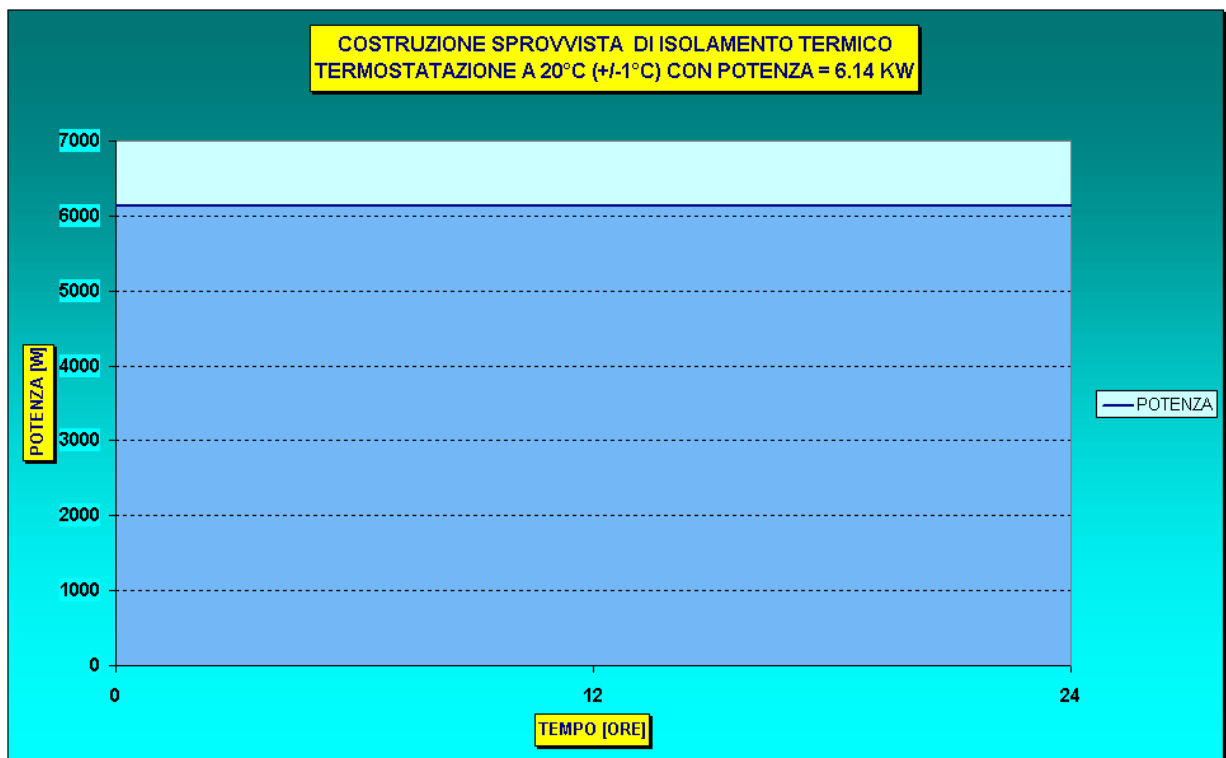 COSTRUZIONE SPROVVISTA DI ISOLAMENTO TERMICO
TERMOSTATAZIONE A 20°C (+/-1°C) CON POTENZA = 6.14 KW
7000
6000
5000
4000
3000
2000
1000
0
POTENZA [W]
0
12
24
TEMPO [ORE]
POTENZA